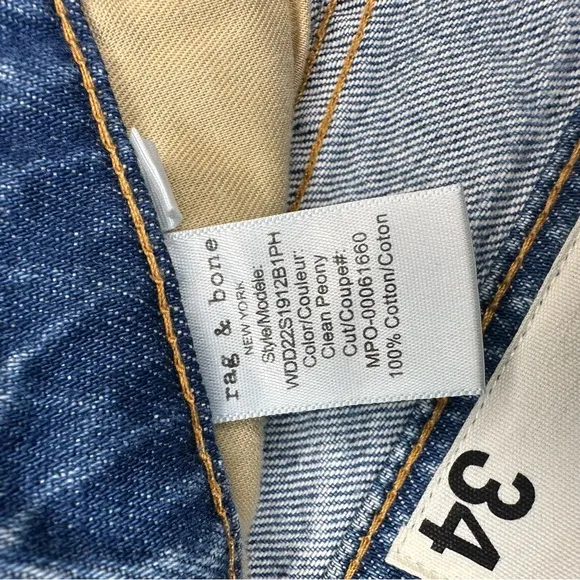 rag & bone
NEW YORK
Style/Modèle:
WDD22S1912B1PH
Color/Couleur:
Clean Peony
Cut/Coupe#:
MPO-00061660
100% Cotton/Coton
34